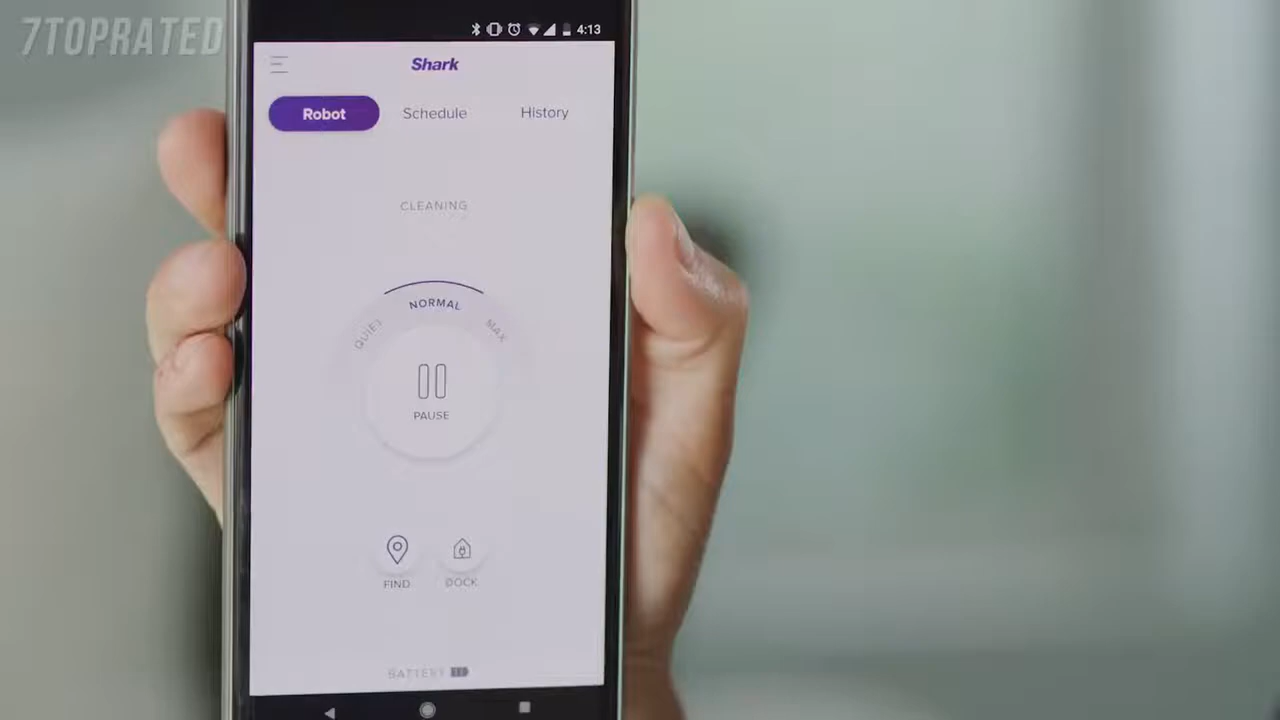 7TOPRATED
4:13
Shark
Robot Schedule History
CLEANING
NORMAL
QUIET MAX
PAUSE
FIND DOCK
BATTERY